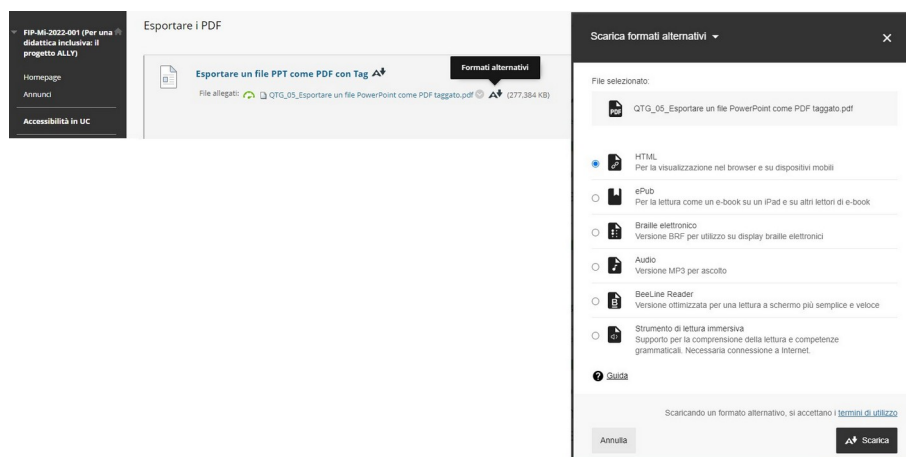 FIP-Mi-2022-001 (Per una
didattica inclusiva: il
progetto ALLY)
Homepage
Annunci
Accessibilità in UC
Esportare i PDF
Esportare un file PPT come PDF con Tag
Formati alternativi
File allegati: QTG_05_Esportare un file PowerPoint come PDF taggato.pdf (277.384 KB)
Scarica formati alternativi
File selezionato:
PDF
QTG_05_Esportare un file PowerPoint come PDF taggato.pdf
HTML
Per la visualizzazione nel browser e su dispositivi mobili
ePub
Per la lettura come un e-book su un iPad e su altri lettori di e-book
Braille elettronico
Versione BRF per utilizzo su display braille elettronici
Audio
Versione MP3 per ascolto
BeeLine Reader
Versione ottimizzata per una lettura a schermo più semplice e veloce
Strumento di lettura immersiva
Supporto per la comprensione della lettura e competenze
grammaticali. Necessaria connessione a Internet.
Guida
Scaricando un formato alternativo, si accettano i termini di utilizzo
Annulla
Scarica